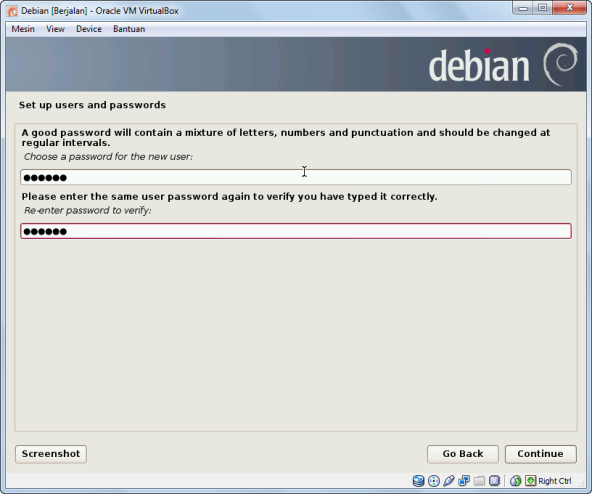 Debian [Berjalan] - Oracle VM VirtualBox
Mesin View Device Bantuan
debian
Set up users and passwords
A good password will contain a mixture of letters, numbers and punctuation and should be changed at
regular intervals.
Choose a password for the new user:
●●●●●●
Please enter the same user password again to verify you have typed it correctly.
Re-enter password to verify:
●●●●●●
Screenshot Go Back Continue
Right Ctrl